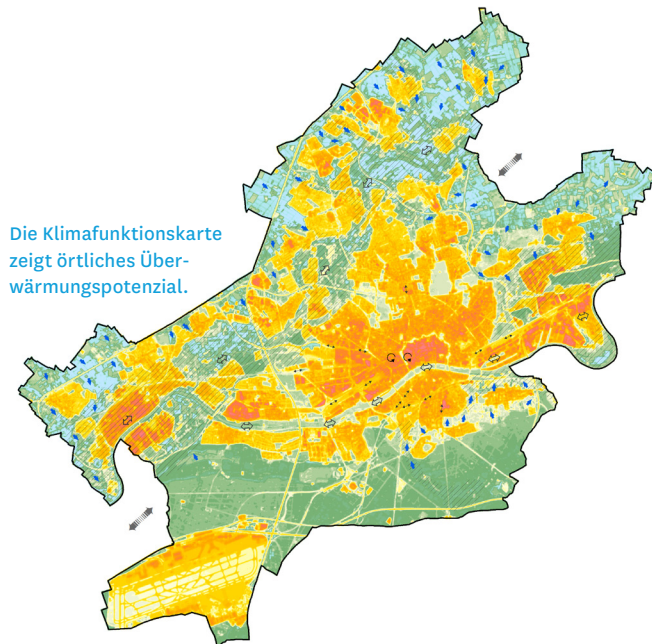 Die Klimafunktionskarte
zeigt örtliches Über-
wärmungspotenzial.